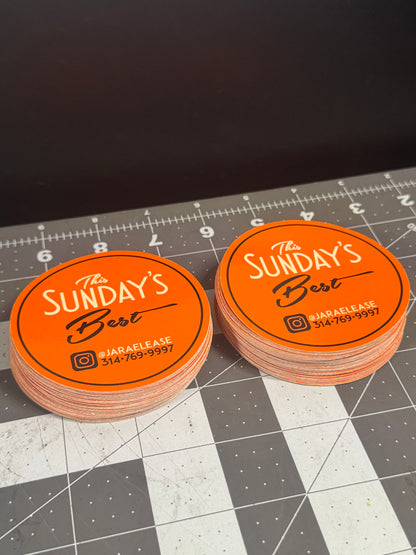 9 8 7 6 5 4 3 2
This
SUNDAY'S
Best
@JARAELEASE
314•769•9997
This
SUNDAY'S
Best
@JARAELEASE
314•769•9997